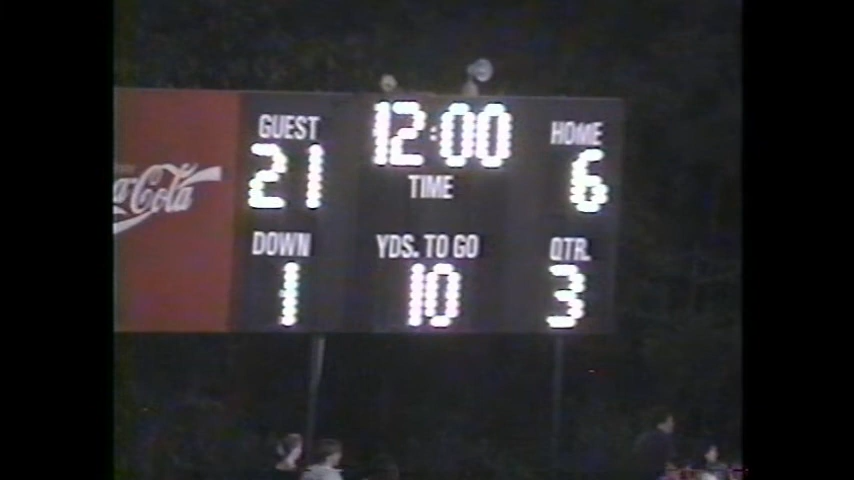 Coca-Cola
GUEST 12:00 HOME
21 TIME 6
DOWN YDS. TO GO QTR.
1 10 3